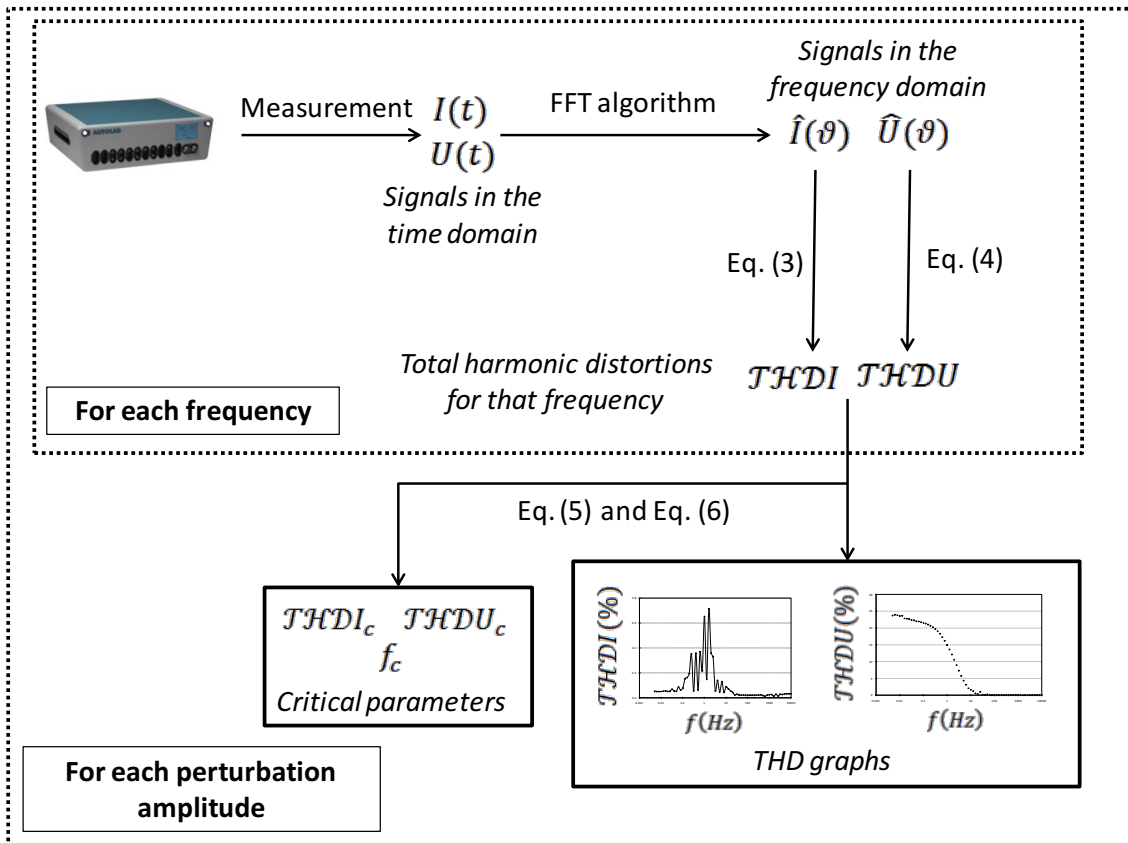 Signals in the
frequency domain
Measurement
I(t)
FFT algorithm
Î(ϑ) Û(ϑ)
AUTOLAB
U(t)
Signals in the
time domain
Eq. (3)
Eq. (4)
Total harmonic distortions
for that frequency
𝒯ℋ𝒟ℐ 𝒯ℋ𝒟𝒰
For each frequency
Eq. (5) and Eq. (6)
𝒯ℋ𝒟ℐc 𝒯ℋ𝒟𝒰c
fc
Critical parameters
𝒯ℋ𝒟ℐ(%)
f(Hz)
𝒯ℋ𝒟𝒰(%)
f(Hz)
THD graphs
For each perturbation
amplitude